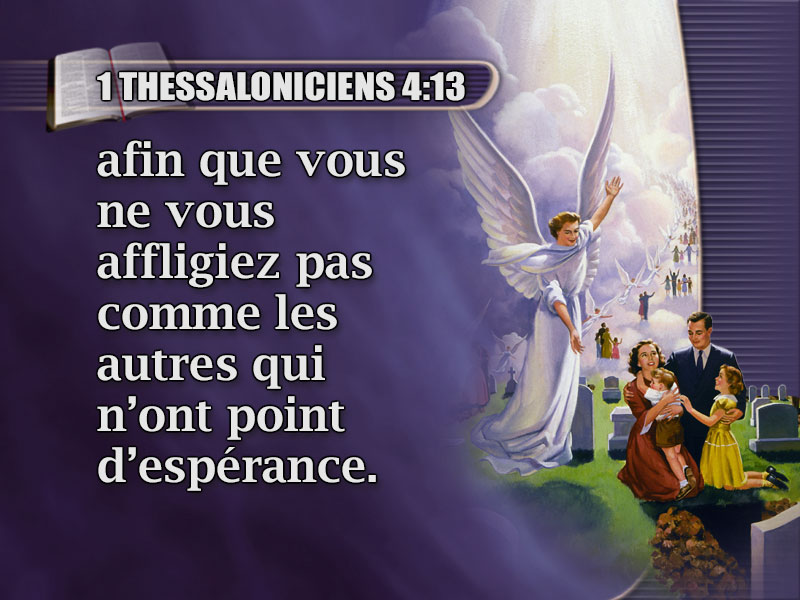 1 THESSALONICIENS 4:13
afin que vous
ne vous
affligiez pas
comme les
autres qui
n’ont point
d’espérance.